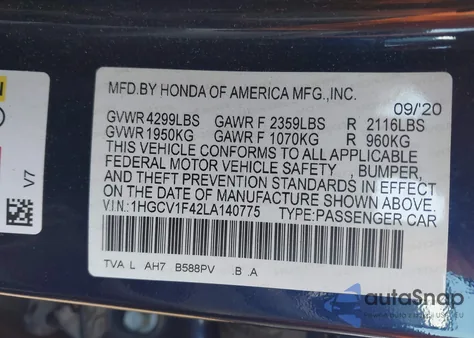 MFD.BY HONDA OF AMERICA MFG.,INC.
09/'20
GVWR 4299LBS GAWR F 2359LBS R 2116LBS
GVWR 1950KG GAWR F 1070KG R 960KG
THIS VEHICLE CONFORMS TO ALL APPLICABLE
FEDERAL MOTOR VEHICLE SAFETY , BUMPER,
AND THEFT PREVENTION STANDARDS IN EFFECT
ON THE DATE OF MANUFACTURE SHOWN ABOVE.
V.I.N.:1HGCV1F42LA140775 TYPE:PASSENGER CAR
TVA L AH7 B588PV .B .A
V7
autoSnap